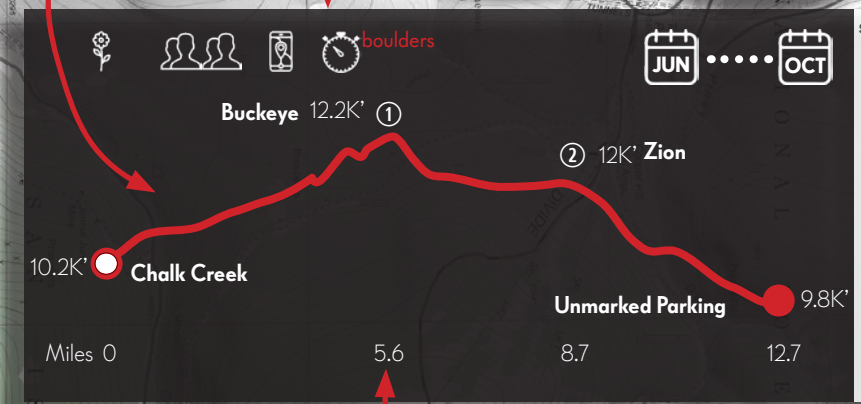 boulders
JUN
OCT
Buckeye 12.2K’ ①
② 12K’ Zion
10.2K’ Chalk Creek
Unmarked Parking 9.8K’
Miles 0 5.6 8.7 12.7
DIVIDE